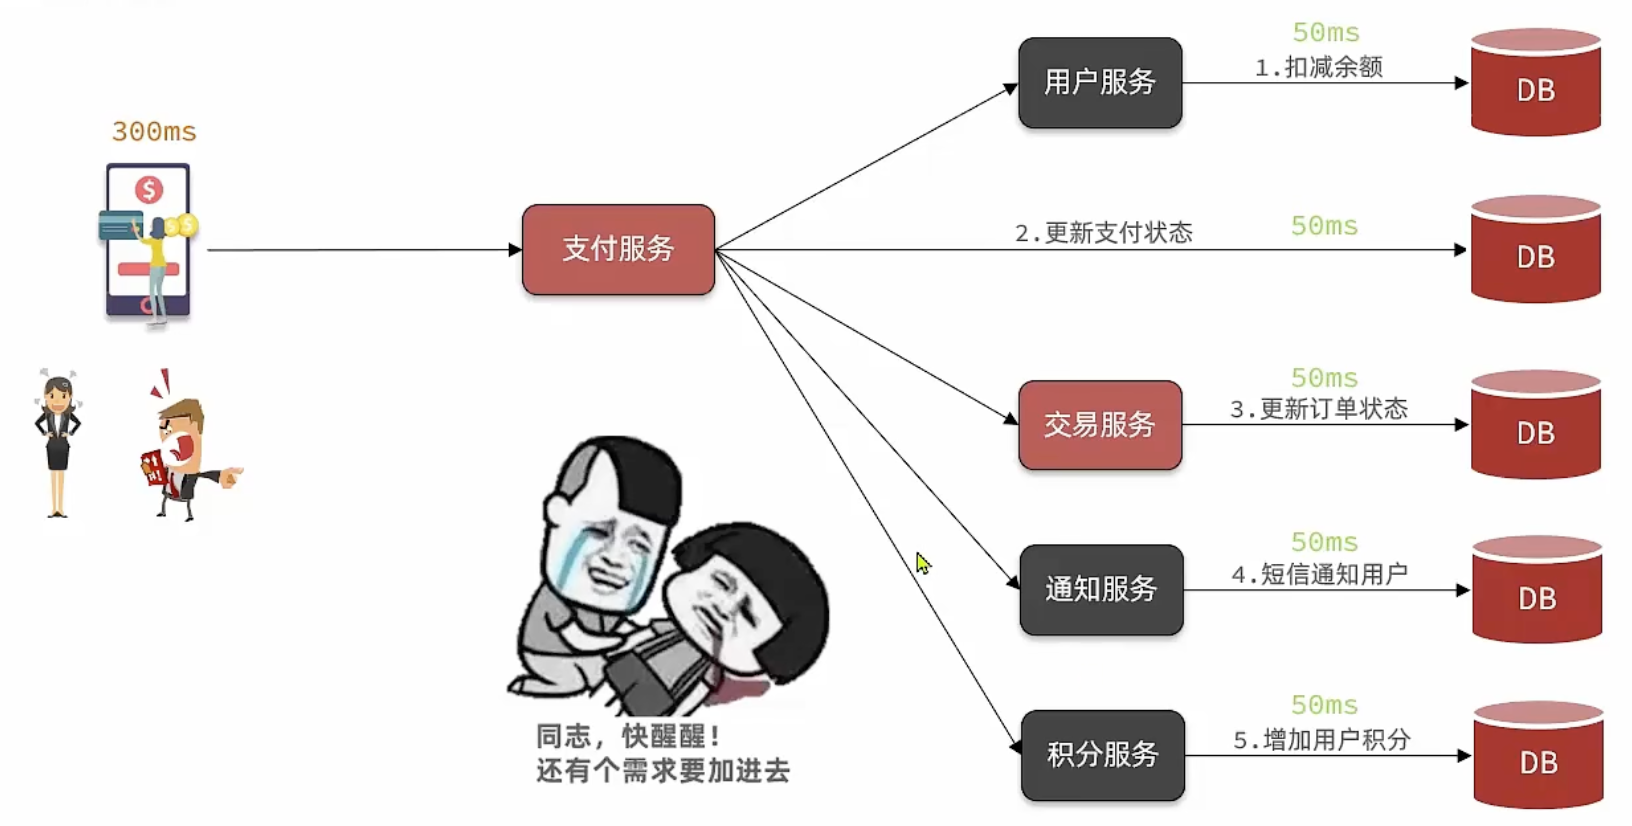 50ms
1.扣减余额
用户服务
DB
300ms
支付服务
2.更新支付状态
50ms
DB
50ms
3.更新订单状态
交易服务
DB
50ms
4.短信通知用户
通知服务
DB
50ms
5.增加用户积分
积分服务
DB
同志，快醒醒！
还有个需求要加进去